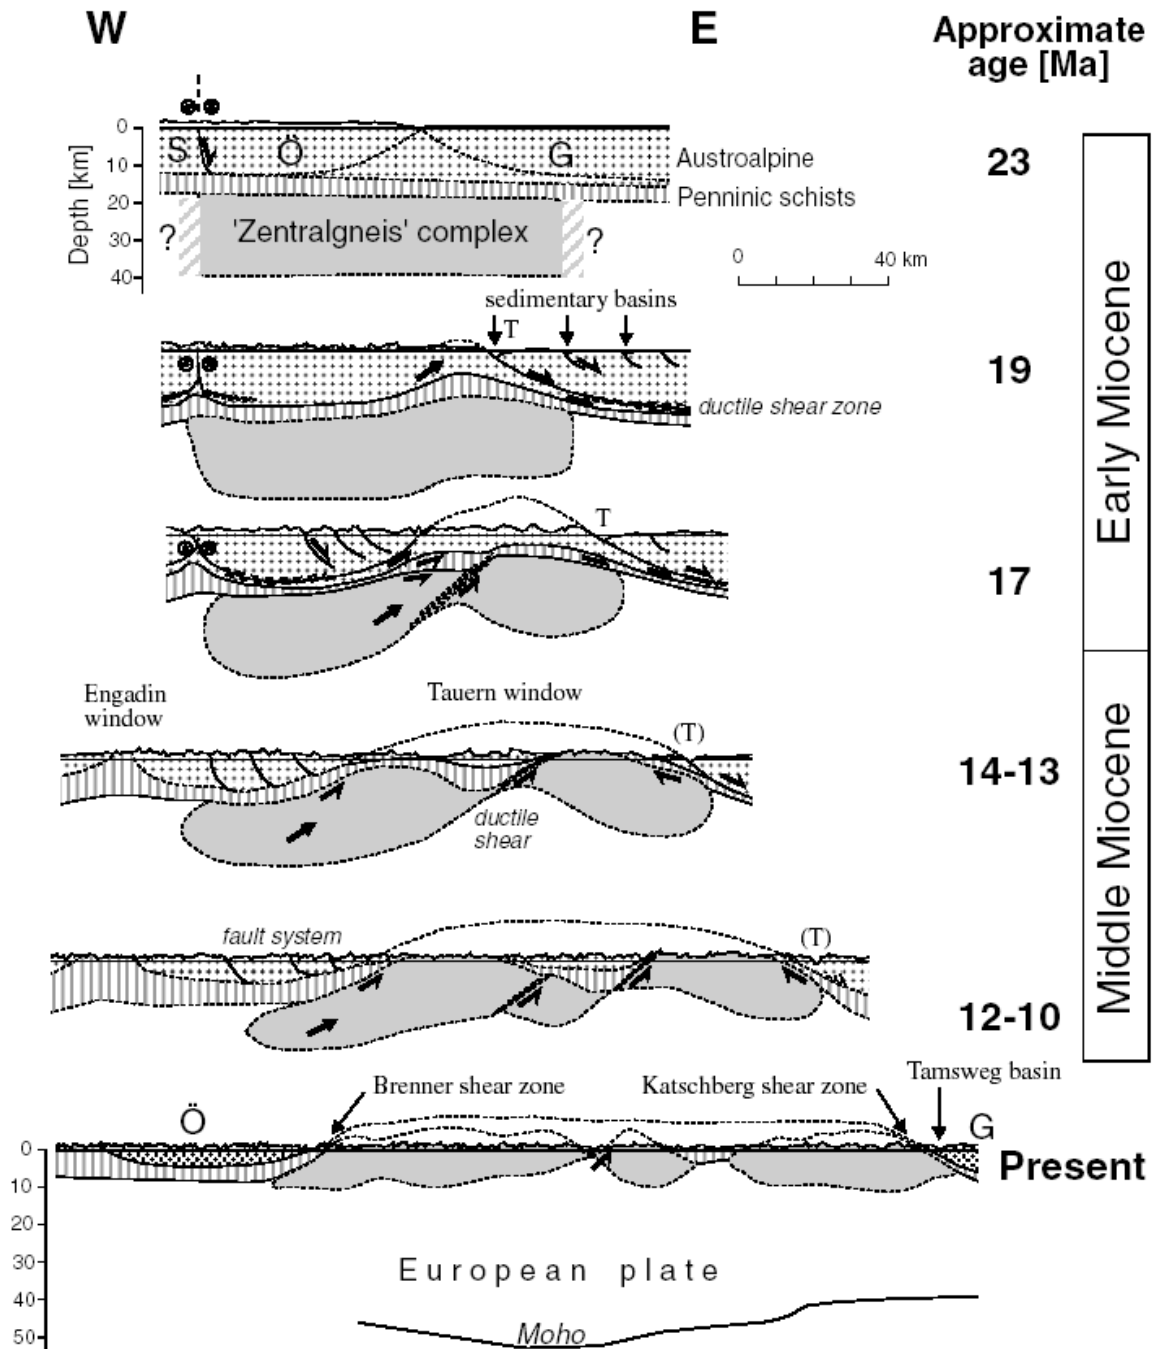 W
E
Approximate
age [Ma]
0
10
20
30
40
Depth [km]
S
Ö
G
Austroalpine
Penninic schists
'Zentralgneis' complex
?
?
23
0
40 km
sedimentary basins
T
19
ductile shear zone
Early Miocene
T
17
Engadin
window
Tauern window
(T)
14-13
ductile
shear
Middle Miocene
fault system
(T)
12-10
Brenner shear zone
Katschberg shear zone
Tamsweg basin
Ö
G
Present
0
10
20
30
40
50
European plate
Moho